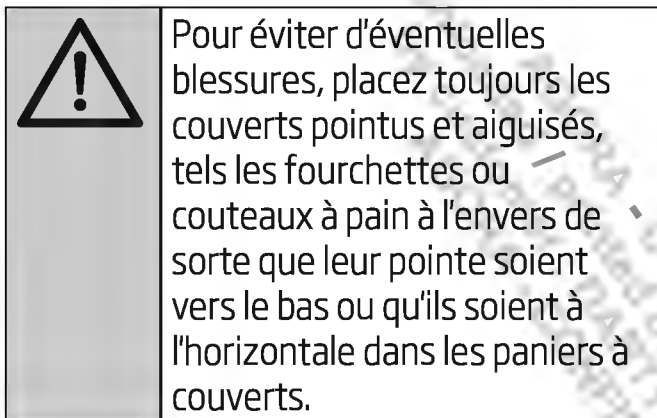 Pour éviter d'éventuelles
blessures, placez toujours les
couverts pointus et aiguisés,
tels les fourchettes ou
couteaux à pain à l'envers de
sorte que leur pointe soient
vers le bas ou qu'ils soient à
l'horizontale dans les paniers à
couverts.